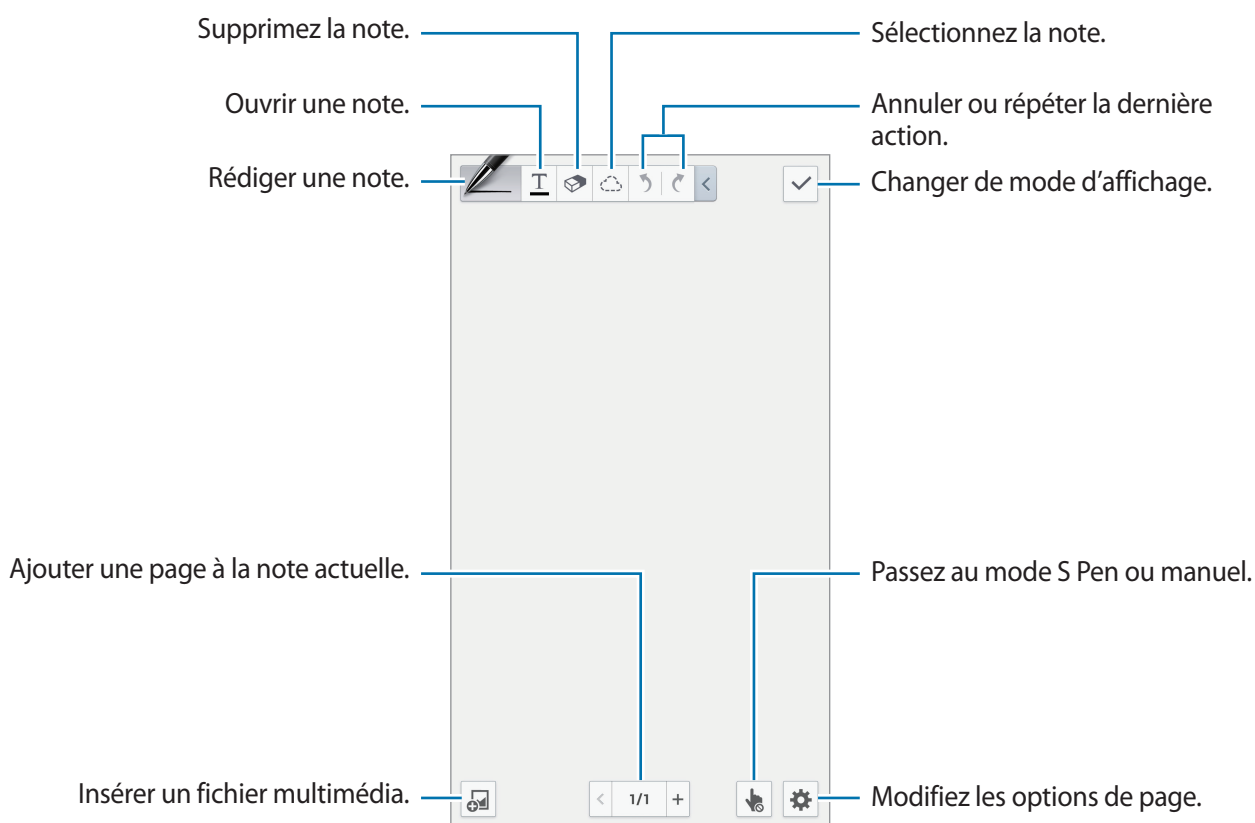 Supprimez la note.
Sélectionnez la note.
Ouvrir une note.
Annuler ou répéter la dernière
action.
Rédiger une note.
T
Changer de mode d'affichage.
Ajouter une page à la note actuelle.
Passez au mode S Pen ou manuel.
Insérer un fichier multimédia.
< 1/1 +
Modifiez les options de page.